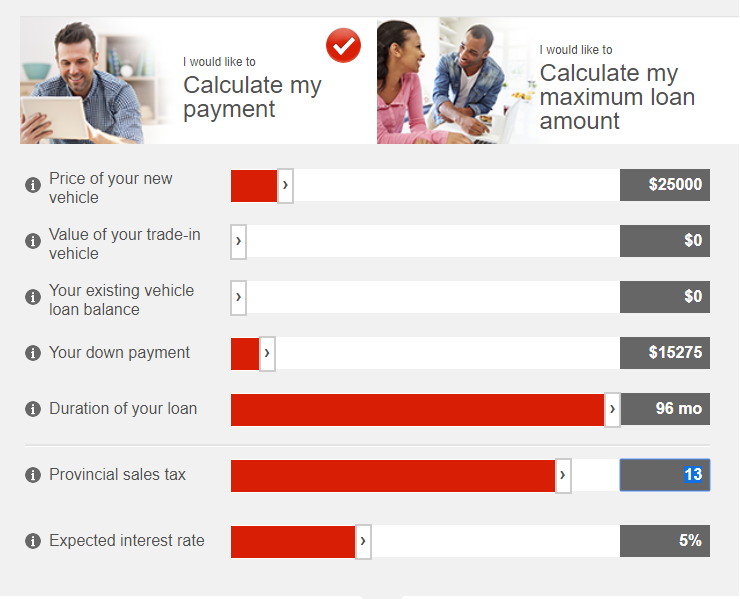 I would like to
Calculate my
payment
I would like to
Calculate my
maximum loan
amount
Price of your new
vehicle
$25000
Value of your trade-in
vehicle
$0
Your existing vehicle
loan balance
$0
Your down payment
$15275
Duration of your loan
96 mo
Provincial sales tax
13
Expected interest rate
5%